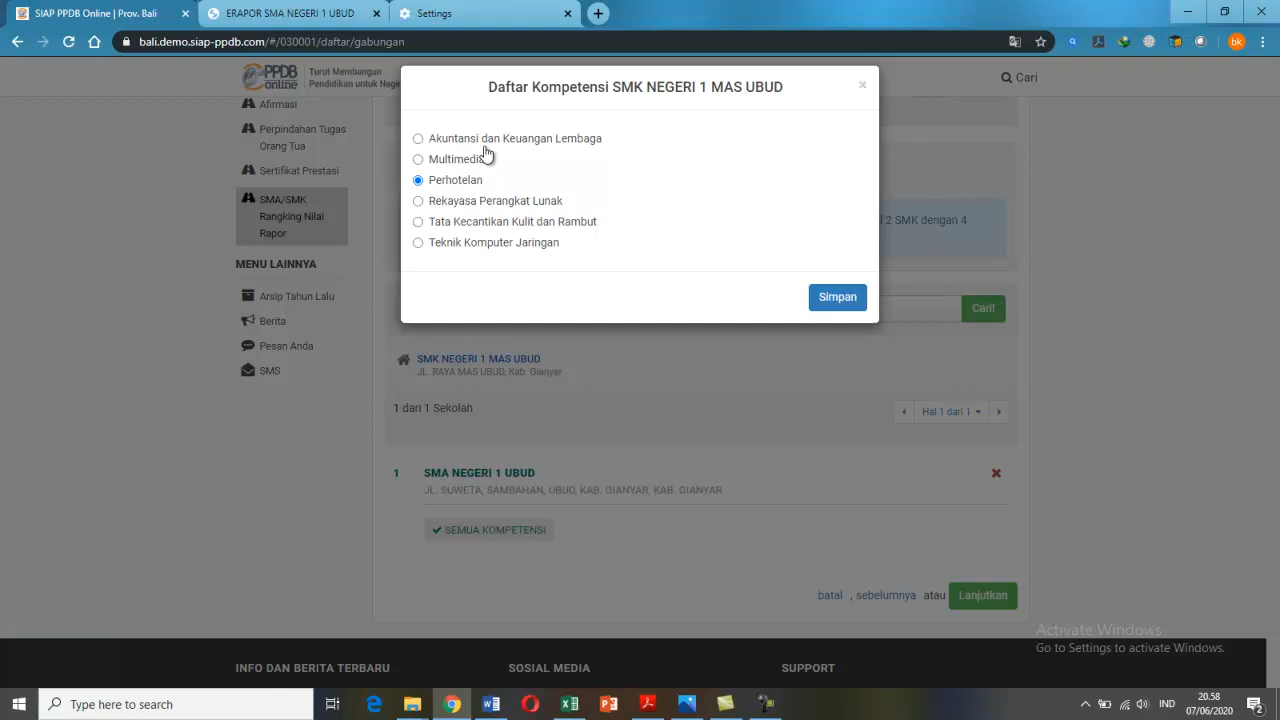 SIAP PPDB Online | Prov. Bali
ERAPOR SMA NEGERI 1 UBUD
Settings
bali.demo.siap-ppdb.com/#/030001/daftar/gabungan
bk
PPDB online
Turut Membangun
Pendidikan untuk Nege
Cari
Afirmasi
Perpindahan Tugas
Orang Tua
Sertifikat Prestasi
SMA/SMK
Rangking Nilai
Rapor
MENU LAINNYA
Arsip Tahun Lalu
Berita
Pesan Anda
SMS
Daftar Kompetensi SMK NEGERI 1 MAS UBUD
×
Akuntansi dan Keuangan Lembaga
Multimedia
Perhotelan
Rekayasa Perangkat Lunak
Tata Kecantikan Kulit dan Rambut
Teknik Komputer Jaringan
Simpan
l 2 SMK dengan 4
Cari!
SMK NEGERI 1 MAS UBUD
JL. RAYA MAS UBUD, Kab. Gianyar
1 dari 1 Sekolah
Hal 1 dari 1
1 SMA NEGERI 1 UBUD
JL. SUWETA, SAMBAHAN, UBUD, KAB. GIANYAR, KAB. GIANYAR
SEMUA KOMPETENSI
batal , sebelumnya atau Lanjutkan
Activate Windows
Go to Settings to activate Windows.
INFO DAN BERITA TERBARU
SOSIAL MEDIA
SUPPORT
Type here to search
IND
20.58
07/06/2020
2